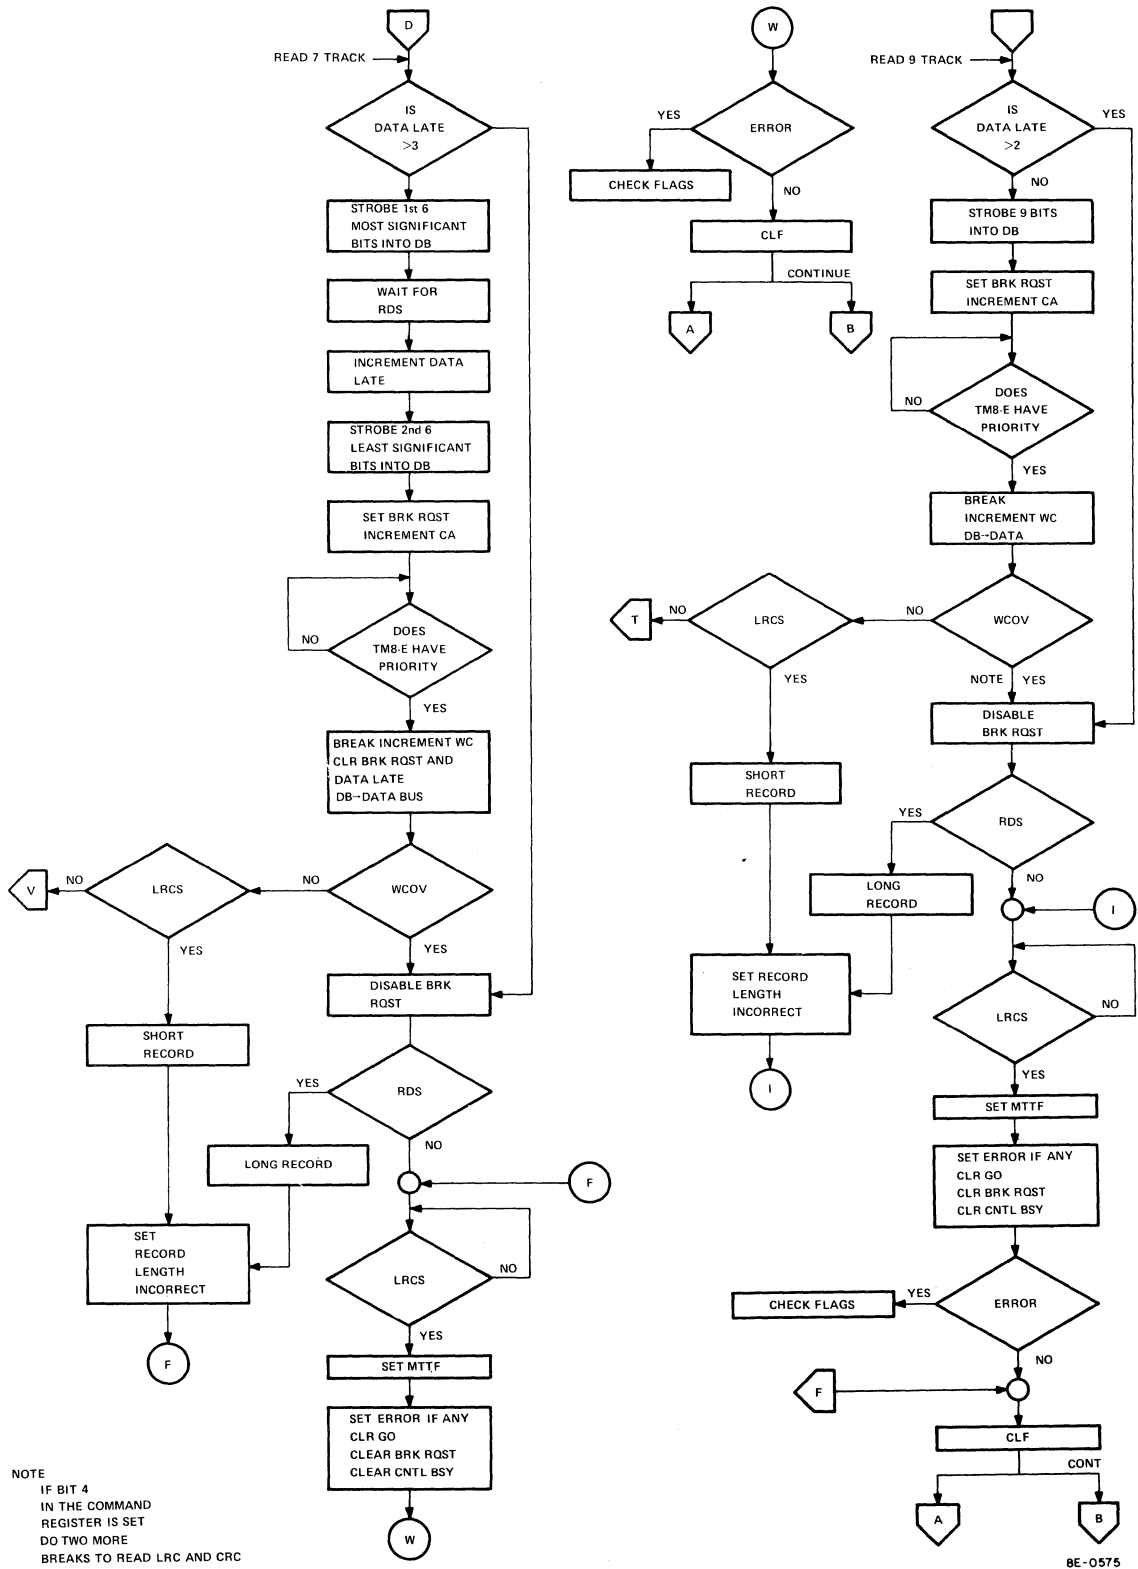 D
READ 7 TRACK
IS
DATA LATE
>3
STROBE 1st 6
MOST SIGNIFICANT
BITS INTO DB
WAIT FOR
RDS
INCREMENT DATA
LATE
STROBE 2nd 6
LEAST SIGNIFICANT
BITS INTO DB
SET BRK RQST
INCREMENT CA
NO
DOES
TM8-E HAVE
PRIORITY
YES
BREAK INCREMENT WC
CLR BRK RQST AND
DATA LATE
DB→DATA BUS
V
NO
LRCS
NO
WCOV
YES
YES
DISABLE BRK
RQST
SHORT
RECORD
YES
RDS
NO
LONG RECORD
F
SET
RECORD
LENGTH
INCORRECT
LRCS
NO
YES
F
SET MTTF
SET ERROR IF ANY
CLR GO
CLEAR BRK RQST
CLEAR CNTL BSY
W
NOTE
IF BIT 4
IN THE COMMAND
REGISTER IS SET
DO TWO MORE
BREAKS TO READ LRC AND CRC
W
YES
ERROR
CHECK FLAGS
NO
CLF
CONTINUE
A
B
READ 9 TRACK
IS
DATA LATE
>2
YES
NO
STROBE 9 BITS
INTO DB
SET BRK RQST
INCREMENT CA
NO
DOES
TM8-E HAVE
PRIORITY
YES
BREAK
INCREMENT WC
DB→DATA
T
NO
LRCS
NO
WCOV
YES
NOTE YES
DISABLE
BRK RQST
SHORT
RECORD
YES
RDS
NO
LONG
RECORD
I
SET RECORD
LENGTH
INCORRECT
LRCS
NO
I
YES
SET MTTF
SET ERROR IF ANY
CLR GO
CLR BRK RQST
CLR CNTL BSY
CHECK FLAGS
YES
ERROR
NO
F
CLF
CONT
A
B
8E-0575